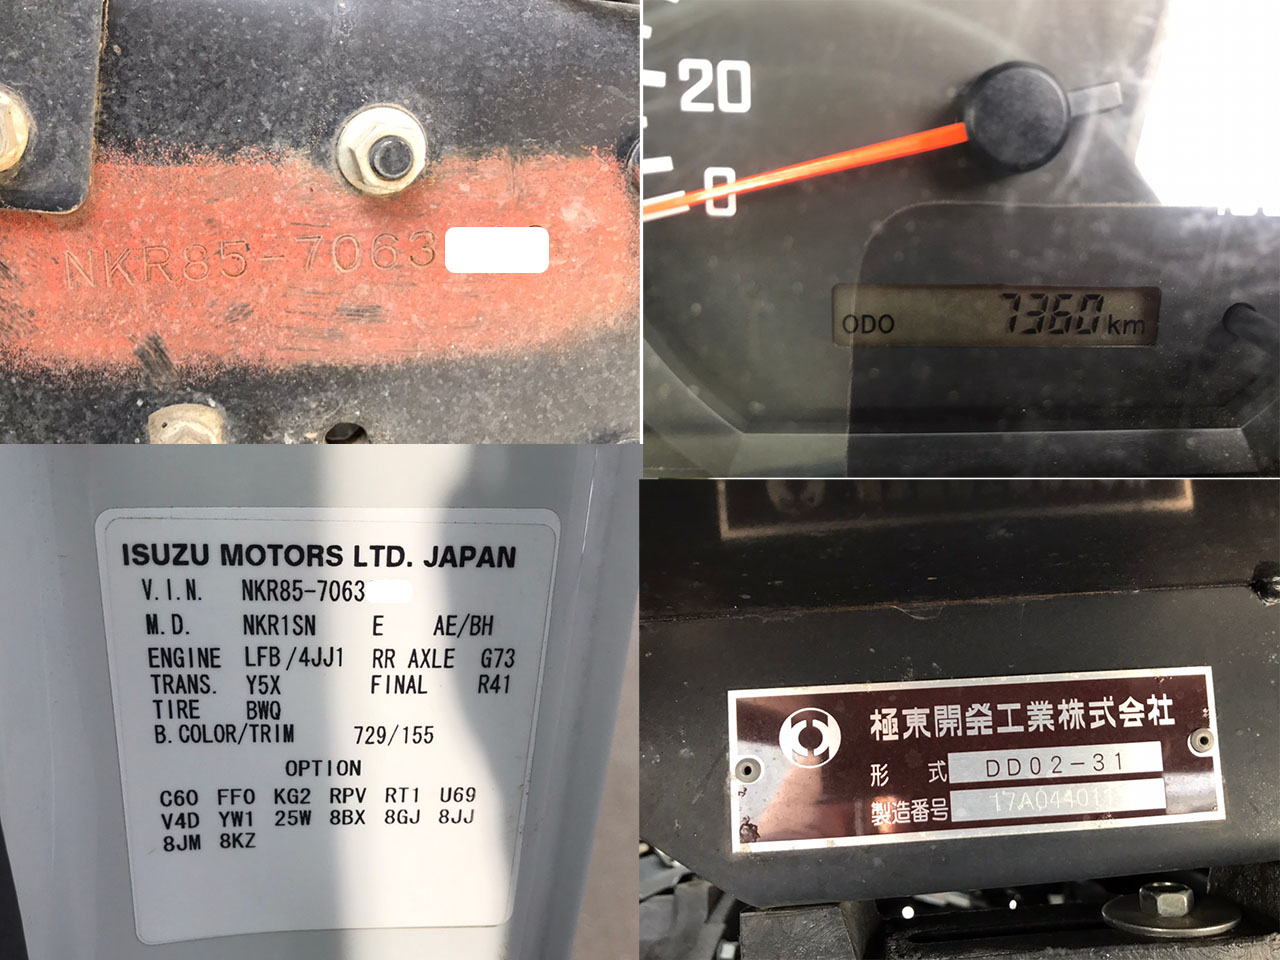 NKR85-7063
20
0
ODO 7360 km
ISUZU MOTORS LTD. JAPAN
V.I.N. NKR85-7063
M.D. NKR1SN E AE/BH
ENGINE LFB/4JJ1 RR AXLE G73
TRANS. Y5X FINAL R41
TIRE BWQ
B.COLOR/TRIM 729/155
OPTION
C60 FF0 KG2 RPV RT1 U69
V4D YW1 25W 8BX 8GJ 8JJ
8JM 8KZ
極東開発工業株式会社
形式 DD02-31
製造番号